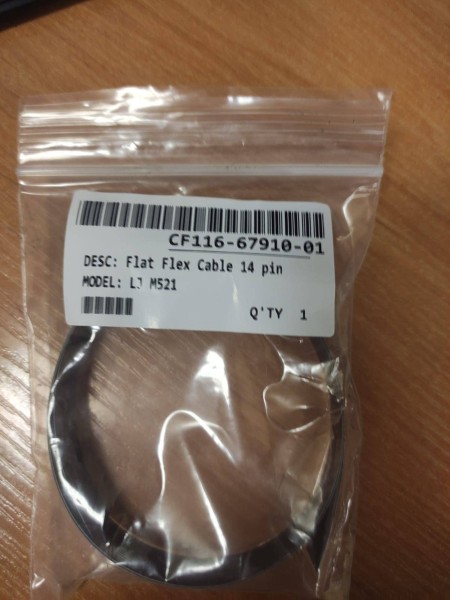 CF116-67910-01
DESC: Flat Flex Cable 14 pin
MODEL: LJ M521
Q'TY 1